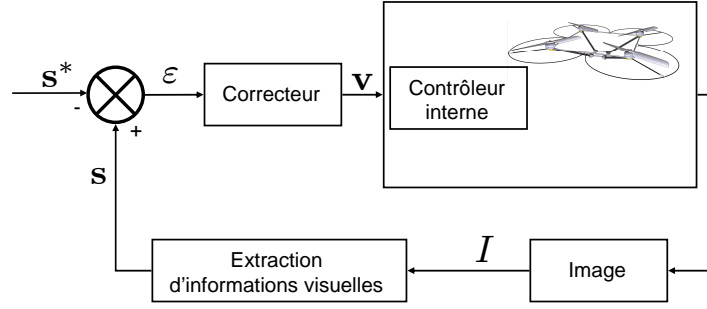 s*
-
+
ε
Correcteur
v
Contrôleur
interne
s
Extraction
d'informations visuelles
I
Image